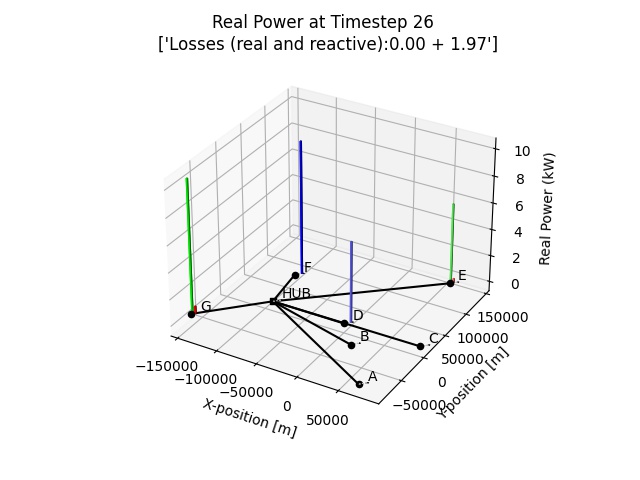 Real Power at Timestep 26
['Losses (real and reactive):0.00 + 1.97']
10
8
6
4
2
0
Real Power (kW)
F
E
HUB
G
D
B
C
A
150000
100000
50000
0
−50000
Y-position [m]
−150000
−100000
−50000
0
50000
X-position [m]